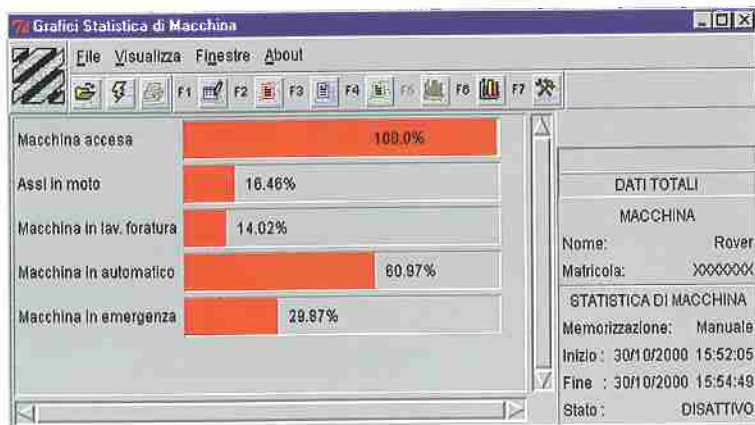 Grafici Statistica di Macchina
File Visualizza Finestre About
F1 F2 F3 F4 F5 F6 F7
Macchina accesa 100.0%
Assi in moto 16.46%
Macchina in lav. foratura 14.02%
Macchina in automatico 60.97%
Macchina in emergenza 29.87%
DATI TOTALI
MACCHINA
Nome: Rover
Matricola: XXXXXXX
STATISTICA DI MACCHINA
Memorizzazione: Manuale
Inizio : 30/10/2000 15:52:05
Fine : 30/10/2000 15:54:49
Stato : DISATTIVO